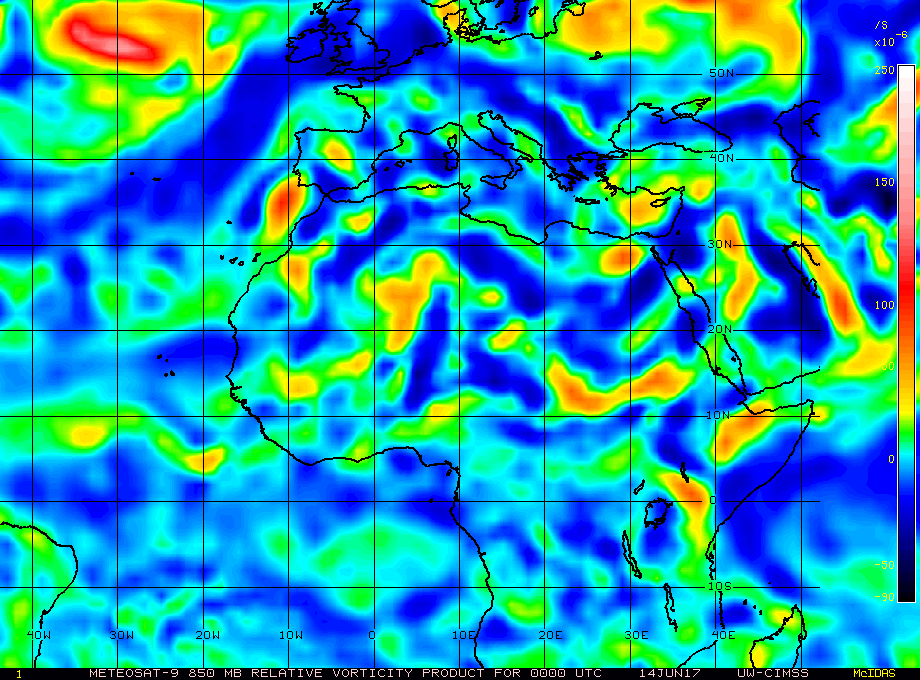 /S
x10-6
250
50N
40N
150
30N
20N
100
50
10N
0
0
-50
10S
-90
40W 30W 20W 10W 0 10E 20E 30E 40E 50E
1 METEOSAT-9 850 MB RELATIVE VORTICITY PRODUCT FOR 0000 UTC 14JUN17 UW-CIMSS McIDAS